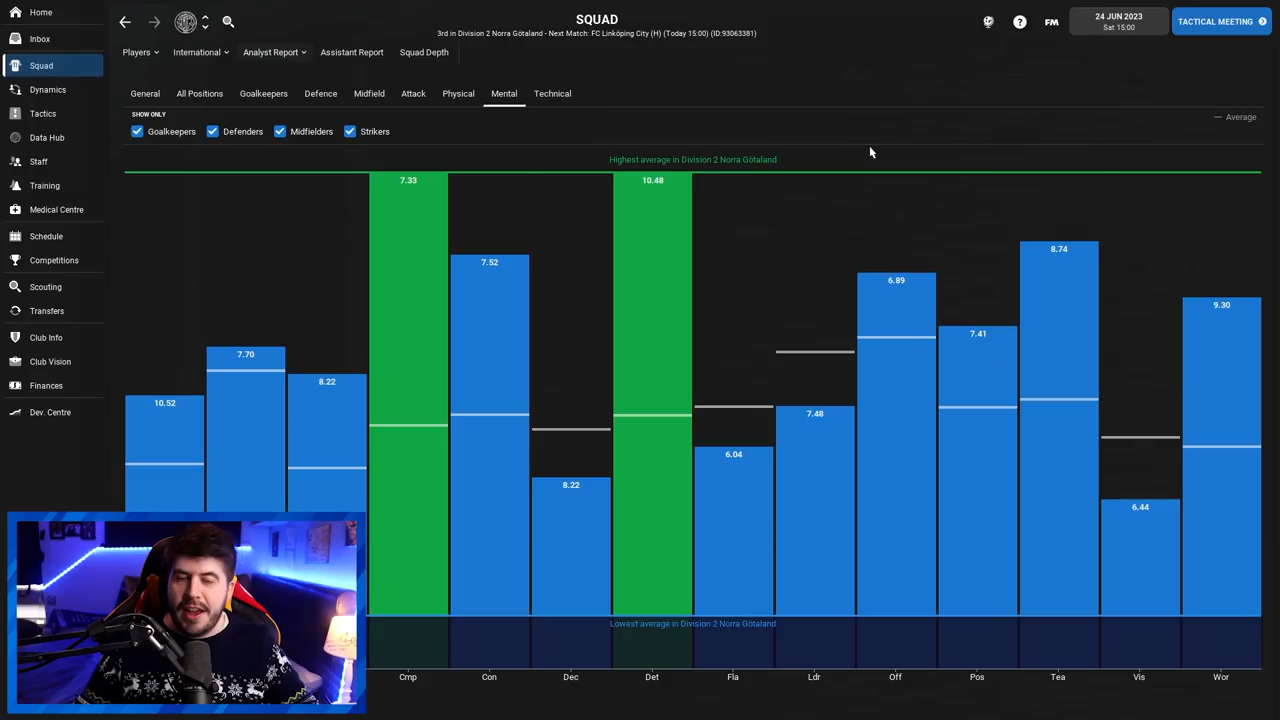 Home
Inbox
Squad
Dynamics
Tactics
Data Hub
Staff
Training
Medical Centre
Schedule
Competitions
Scouting
Transfers
Club Info
Club Vision
Finances
Dev. Centre
SQUAD
3rd in Division 2 Norra Götaland - Next Match: FC Linköping City (H) (Today 15:00) (ID:93063381)
?
FM
24 JUN 2023
Sat 15:00
TACTICAL MEETING
Players International Analyst Report Assistant Report Squad Depth
General All Positions Goalkeepers Defence Midfield Attack Physical Mental Technical
SHOW ONLY
Goalkeepers Defenders Midfielders Strikers
Average
Highest average in Division 2 Norra Götaland
10.52 7.70 8.22 7.33 7.52 8.22 10.48 6.04 7.48 6.89 7.41 8.74 6.44 9.30
Lowest average in Division 2 Norra Götaland
Cmp Con Dec Det Fla Ldr Off Pos Tea Vis Wor